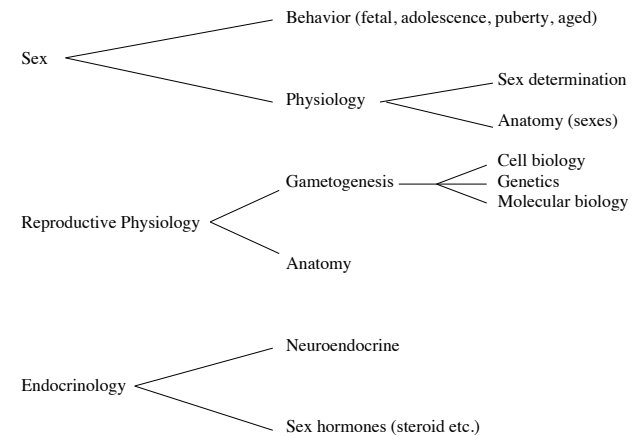 Behavior (fetal, adolescence, puberty, aged)
Sex
Physiology
Sex determination
Anatomy (sexes)
Gametogenesis
Cell biology
Genetics
Molecular biology
Reproductive Physiology
Anatomy
Neuroendocrine
Endocrinology
Sex hormones (steroid etc.)